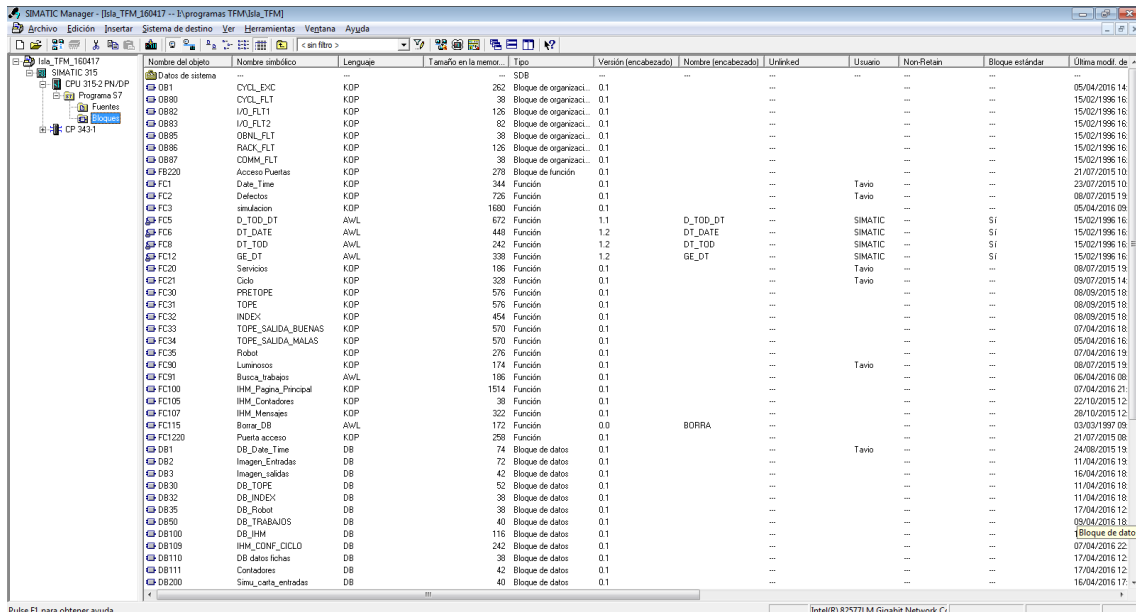 SIMATIC Manager - [Isla_TFM_160417 -- I:\programas TFM\Isla_TFM]
Archivo Edición Insertar Sistema de destino Ver Herramientas Ventana Ayuda
< sin filtro >
Isla_TFM_160417
SIMATIC 315
CPU 315-2 PN/DP
Programa S7
Fuentes
Bloques
CP 343-1
Nombre del objeto Nombre simbólico Lenguaje Tamaño en la memor... Tipo Versión (encabezado) Nombre (encabezado) Unlinked Usuario Non-Retain Bloque estándar Última modif. de
Datos de sistema --- --- --- SDB --- --- --- --- --- ---
OB1 CYCL_EXC KOP 262 Bloque de organizaci... 0.1 --- --- --- 05/04/2016 14:
OB80 CYCL_FLT KOP 38 Bloque de organizaci... 0.1 --- --- --- 15/02/1996 16:
OB82 I/O_FLT1 KOP 126 Bloque de organizaci... 0.1 --- --- --- 15/02/1996 16:
OB83 I/O_FLT2 KOP 82 Bloque de organizaci... 0.1 --- --- --- 15/02/1996 16:
OB85 OBNL_FLT KOP 38 Bloque de organizaci... 0.1 --- --- --- 15/02/1996 16:
OB86 RACK_FLT KOP 126 Bloque de organizaci... 0.1 --- --- --- 15/02/1996 16:
OB87 COMM_FLT KOP 38 Bloque de organizaci... 0.1 --- --- --- 15/02/1996 16:
FB220 Acceso Puertas KOP 278 Bloque de función 0.1 --- --- --- 21/07/2015 10:
FC1 Date_Time KOP 344 Función 0.1 --- Tavio --- --- 23/07/2015 10:
FC2 Defectos KOP 726 Función 0.1 --- Tavio --- --- 08/07/2015 19:
FC3 simulacion KOP 1680 Función 0.1 --- --- --- 05/04/2016 09:
FC5 D_TOD_DT AWL 672 Función 1.1 D_TOD_DT --- SIMATIC --- Sí 15/02/1996 16:
FC6 DT_DATE AWL 448 Función 1.2 DT_DATE --- SIMATIC --- Sí 15/02/1996 16:
FC8 DT_TOD AWL 242 Función 1.2 DT_TOD --- SIMATIC --- Sí 15/02/1996 16:
FC12 GE_DT AWL 338 Función 1.2 GE_DT --- SIMATIC --- Sí 15/02/1996 16:
FC20 Servicios KOP 186 Función 0.1 --- Tavio --- --- 08/07/2015 19:
FC21 Ciclo KOP 328 Función 0.1 --- Tavio --- --- 09/07/2015 14:
FC30 PRETOPE KOP 576 Función 0.1 --- --- --- 08/09/2015 18:
FC31 TOPE KOP 576 Función 0.1 --- --- --- 08/09/2015 18:
FC32 INDEX KOP 454 Función 0.1 --- --- --- 08/09/2015 18:
FC33 TOPE_SALIDA_BUENAS KOP 570 Función 0.1 --- --- --- 07/04/2016 18:
FC34 TOPE_SALIDA_MALAS KOP 570 Función 0.1 --- --- --- 05/04/2016 16:
FC35 Robot KOP 276 Función 0.1 --- --- --- 07/04/2016 19:
FC90 Luminosos KOP 174 Función 0.1 --- Tavio --- --- 08/07/2015 19:
FC91 Busca_trabajos AWL 186 Función 0.1 --- --- --- 06/04/2016 08:
FC100 IHM_Pagina_Principal KOP 1514 Función 0.1 --- --- --- 07/04/2016 21:
FC105 IHM_Contadores KOP 38 Función 0.1 --- --- --- 22/10/2015 12:
FC107 IHM_Mensajes KOP 322 Función 0.1 --- --- --- 28/10/2015 12:
FC115 Borrar_DB AWL 172 Función 0.0 BORRA --- --- --- 03/03/1997 09:
FC1220 Puerta acceso KOP 258 Función 0.1 --- --- --- 21/07/2015 08:
DB1 DB_Date_Time DB 74 Bloque de datos 0.1 --- Tavio --- --- 24/08/2015 19:
DB2 Imagen_Entradas DB 72 Bloque de datos 0.1 --- --- --- 11/04/2016 19:
DB3 Imagen_salidas DB 42 Bloque de datos 0.1 --- --- --- 16/04/2016 18:
DB30 DB_TOPE DB 52 Bloque de datos 0.1 --- --- --- 11/04/2016 18:
DB32 DB_INDEX DB 38 Bloque de datos 0.1 --- --- --- 11/04/2016 18:
DB35 DB_Robot DB 38 Bloque de datos 0.1 --- --- --- 17/04/2016 12:
DB50 DB_TRABAJOS DB 40 Bloque de datos 0.1 --- --- --- 09/04/2016 18:
DB100 DB_IHM DB 116 Bloque de datos 0.1 --- --- --- 1 Bloque de dato
DB109 IHM_CONF_CICLO DB 242 Bloque de datos 0.1 --- --- --- 07/04/2016 22:
DB110 DB datos fichas DB 38 Bloque de datos 0.1 --- --- --- 17/04/2016 12:
DB111 Contadores DB 42 Bloque de datos 0.1 --- --- --- 17/04/2016 12:
DB200 Simu_carta_entradas DB 40 Bloque de datos 0.1 --- --- --- 16/04/2016 17:
Pulse F1 para obtener ayuda. Intel(R) 82577LM Gigabit Network Co